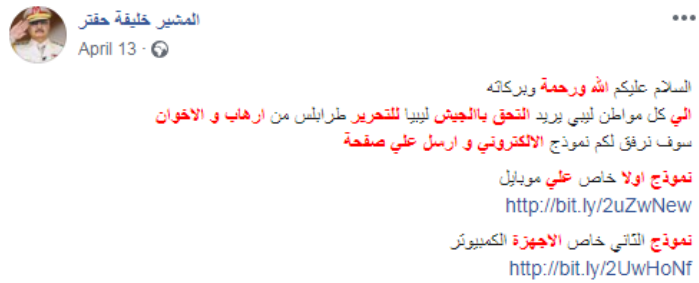 المشير خليقة حفتر
April 13
السلام عليكم الله ورحمة وبركاته
الي كل مواطن ليبي يريد التحق باالجيش ليبيا للتحرير طرابلس من ارهاب و الاخوان
سوف نرفق لكم نموذج الالكتروني و ارسل علي صفحة
نموذج اولا خاص علي موبايل
http://bit.ly/2uZwNew
نموذج الثاني خاص الاجهزة الكمبيوتر
http://bit.ly/2UwHoNf